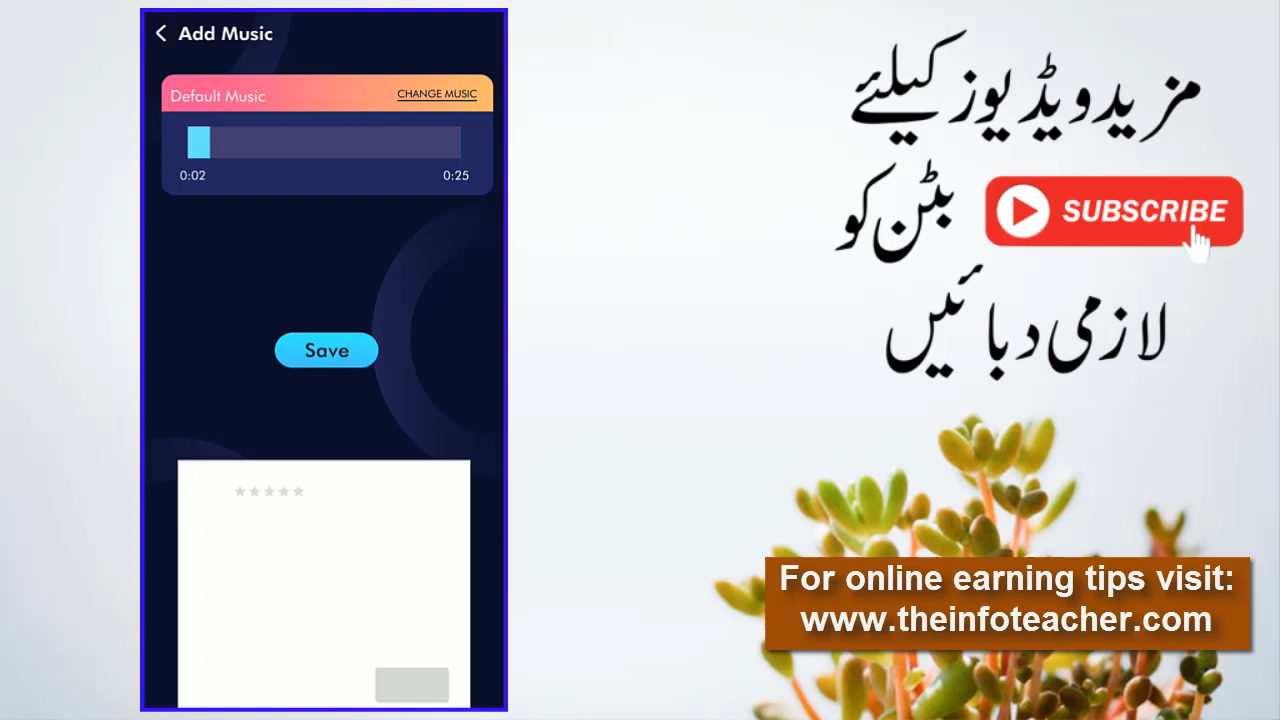 Add Music
Default Music
CHANGE MUSIC
0:02
0:25
Save
مزید ویڈیوز کیلئے
SUBSCRIBE بٹن کو
لازمی دبائیں
For online earning tips visit:
www.theinfoteacher.com